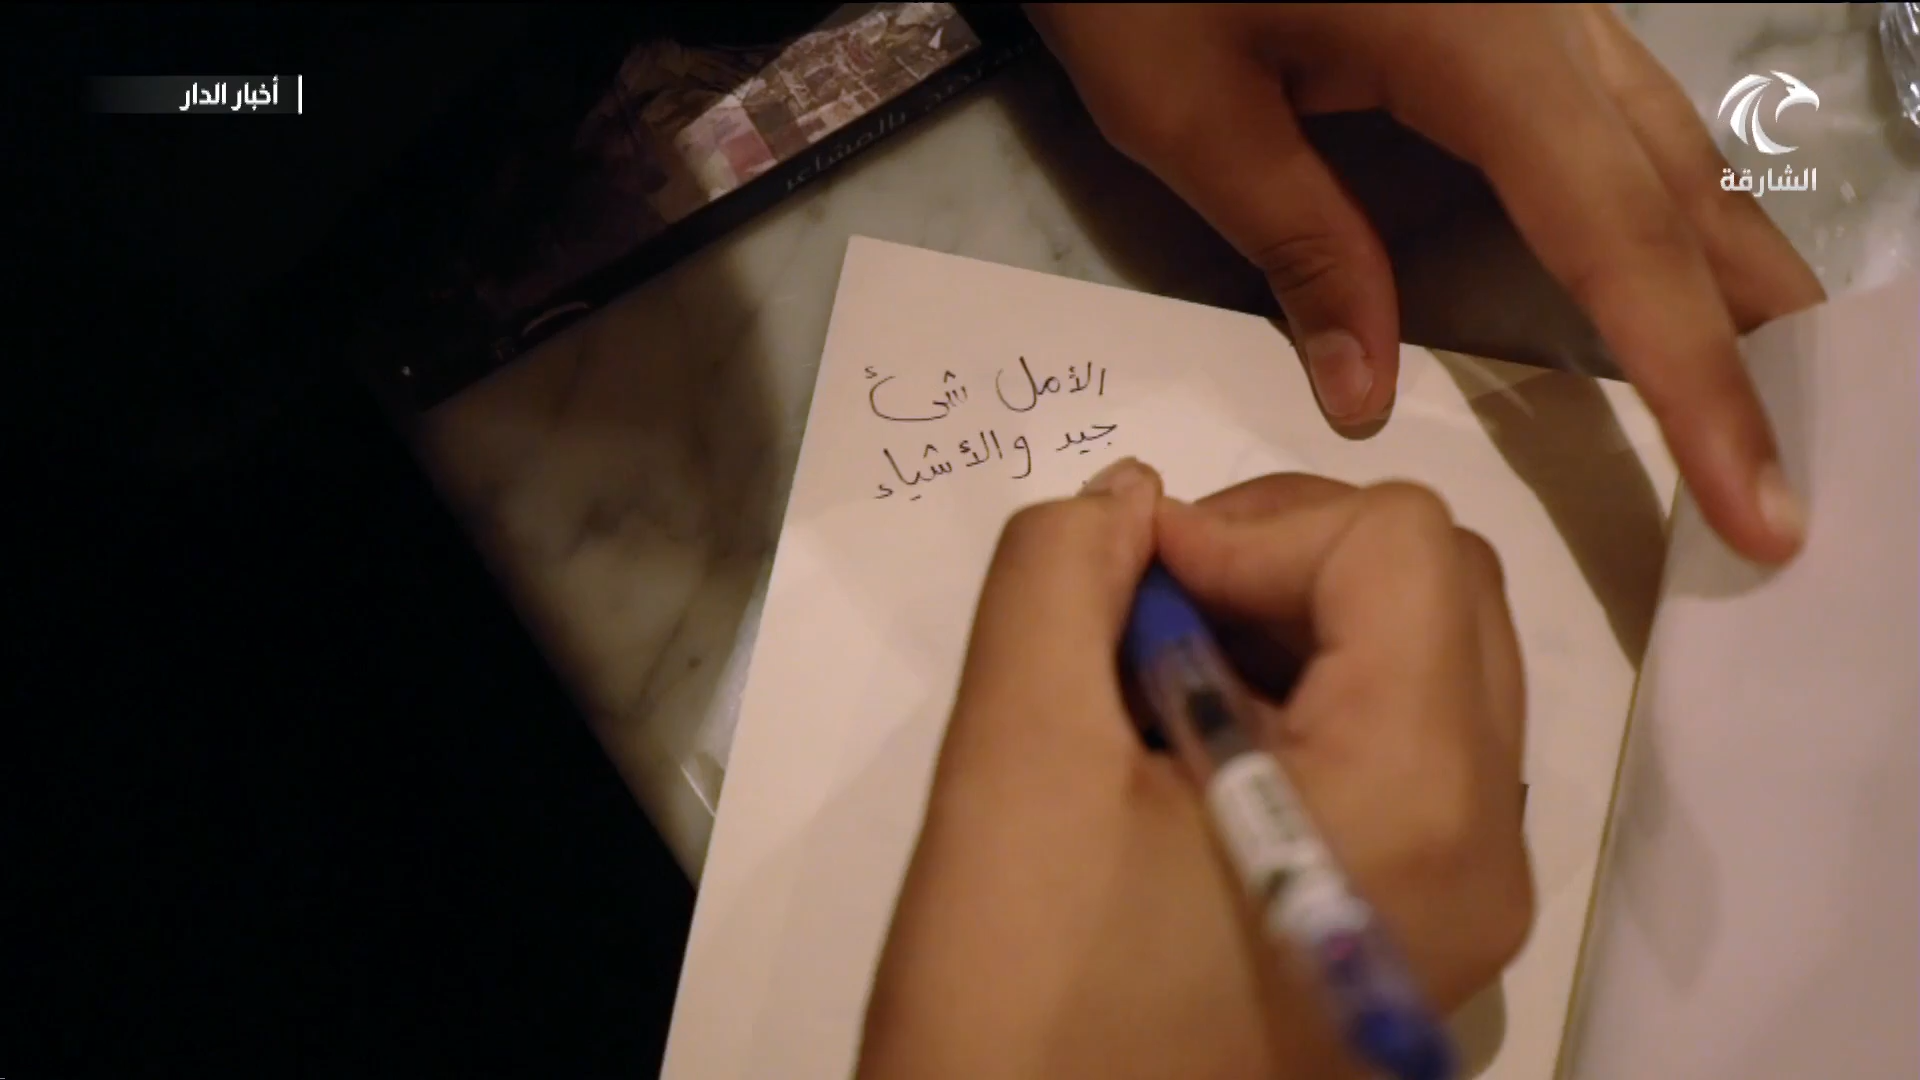 أخبار الدار
الشارقة
الأمل شئ
جيد والأشياء